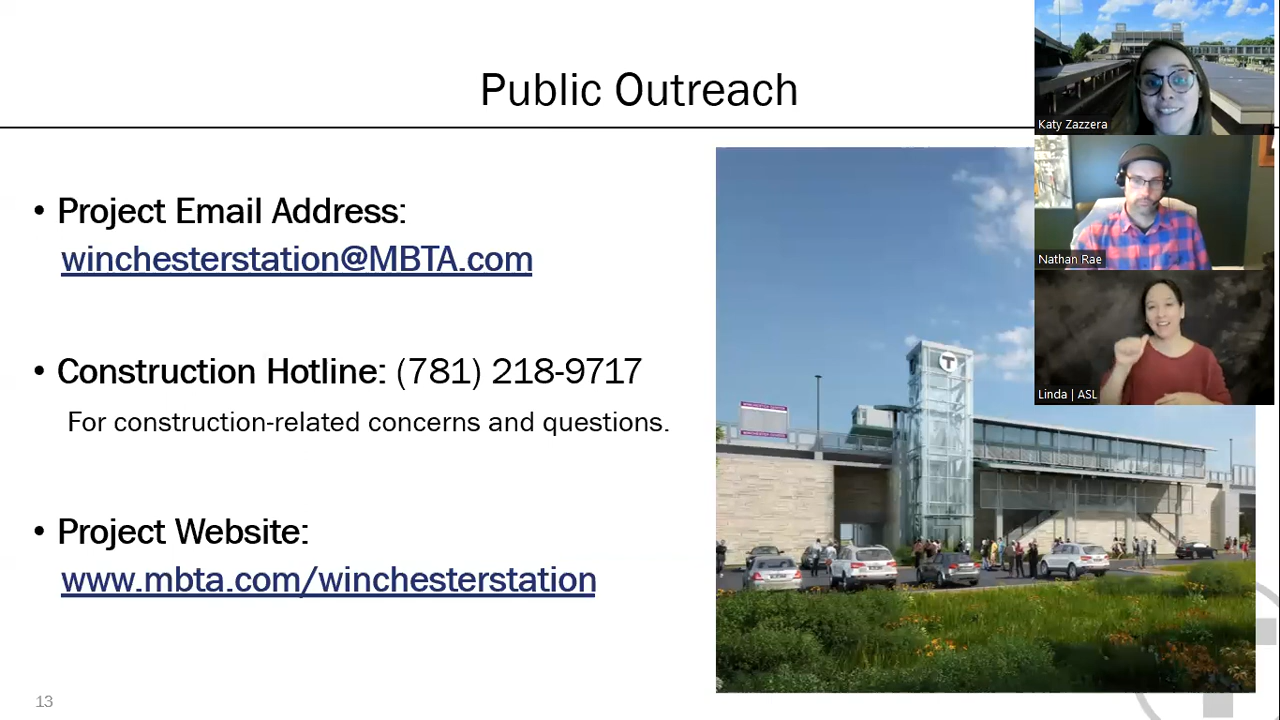 Public Outreach
Katy Zazzera
Nathan Rae
Linda | ASL
• Project Email Address:
winchesterstation@MBTA.com
• Construction Hotline: (781) 218-9717
For construction-related concerns and questions.
• Project Website:
www.mbta.com/winchesterstation
T
13